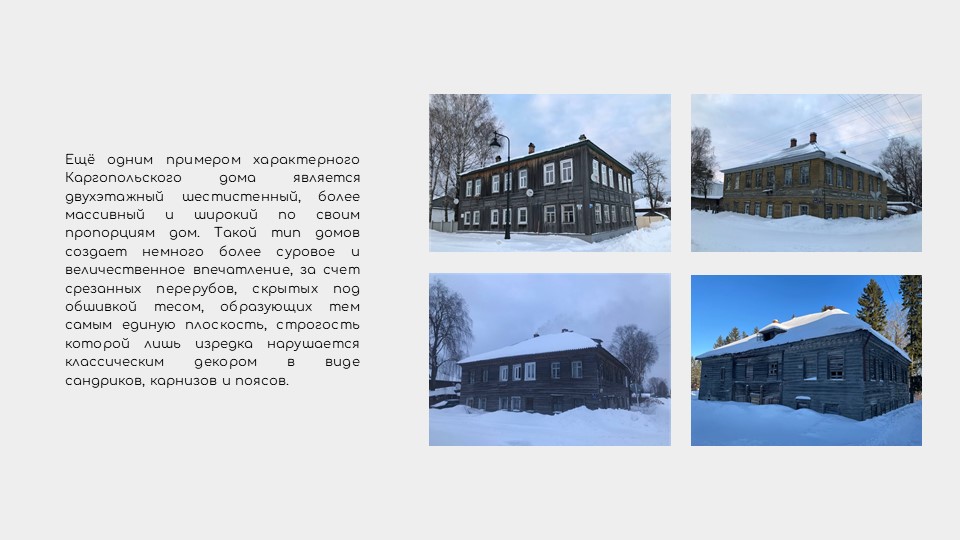 Ещё одним примером характерного
Каргопольского дома является
двухэтажный шестистенный, более
массивный и широкий по своим
пропорциям дом. Такой тип домов
создает немного более суровое и
величественное впечатление, за счет
срезанных перерубов, скрытых под
обшивкой тесом, образующих тем
самым единую плоскость, строгость
которой лишь изредка нарушается
классическим декором в виде
сандриков, карнизов и поясов.